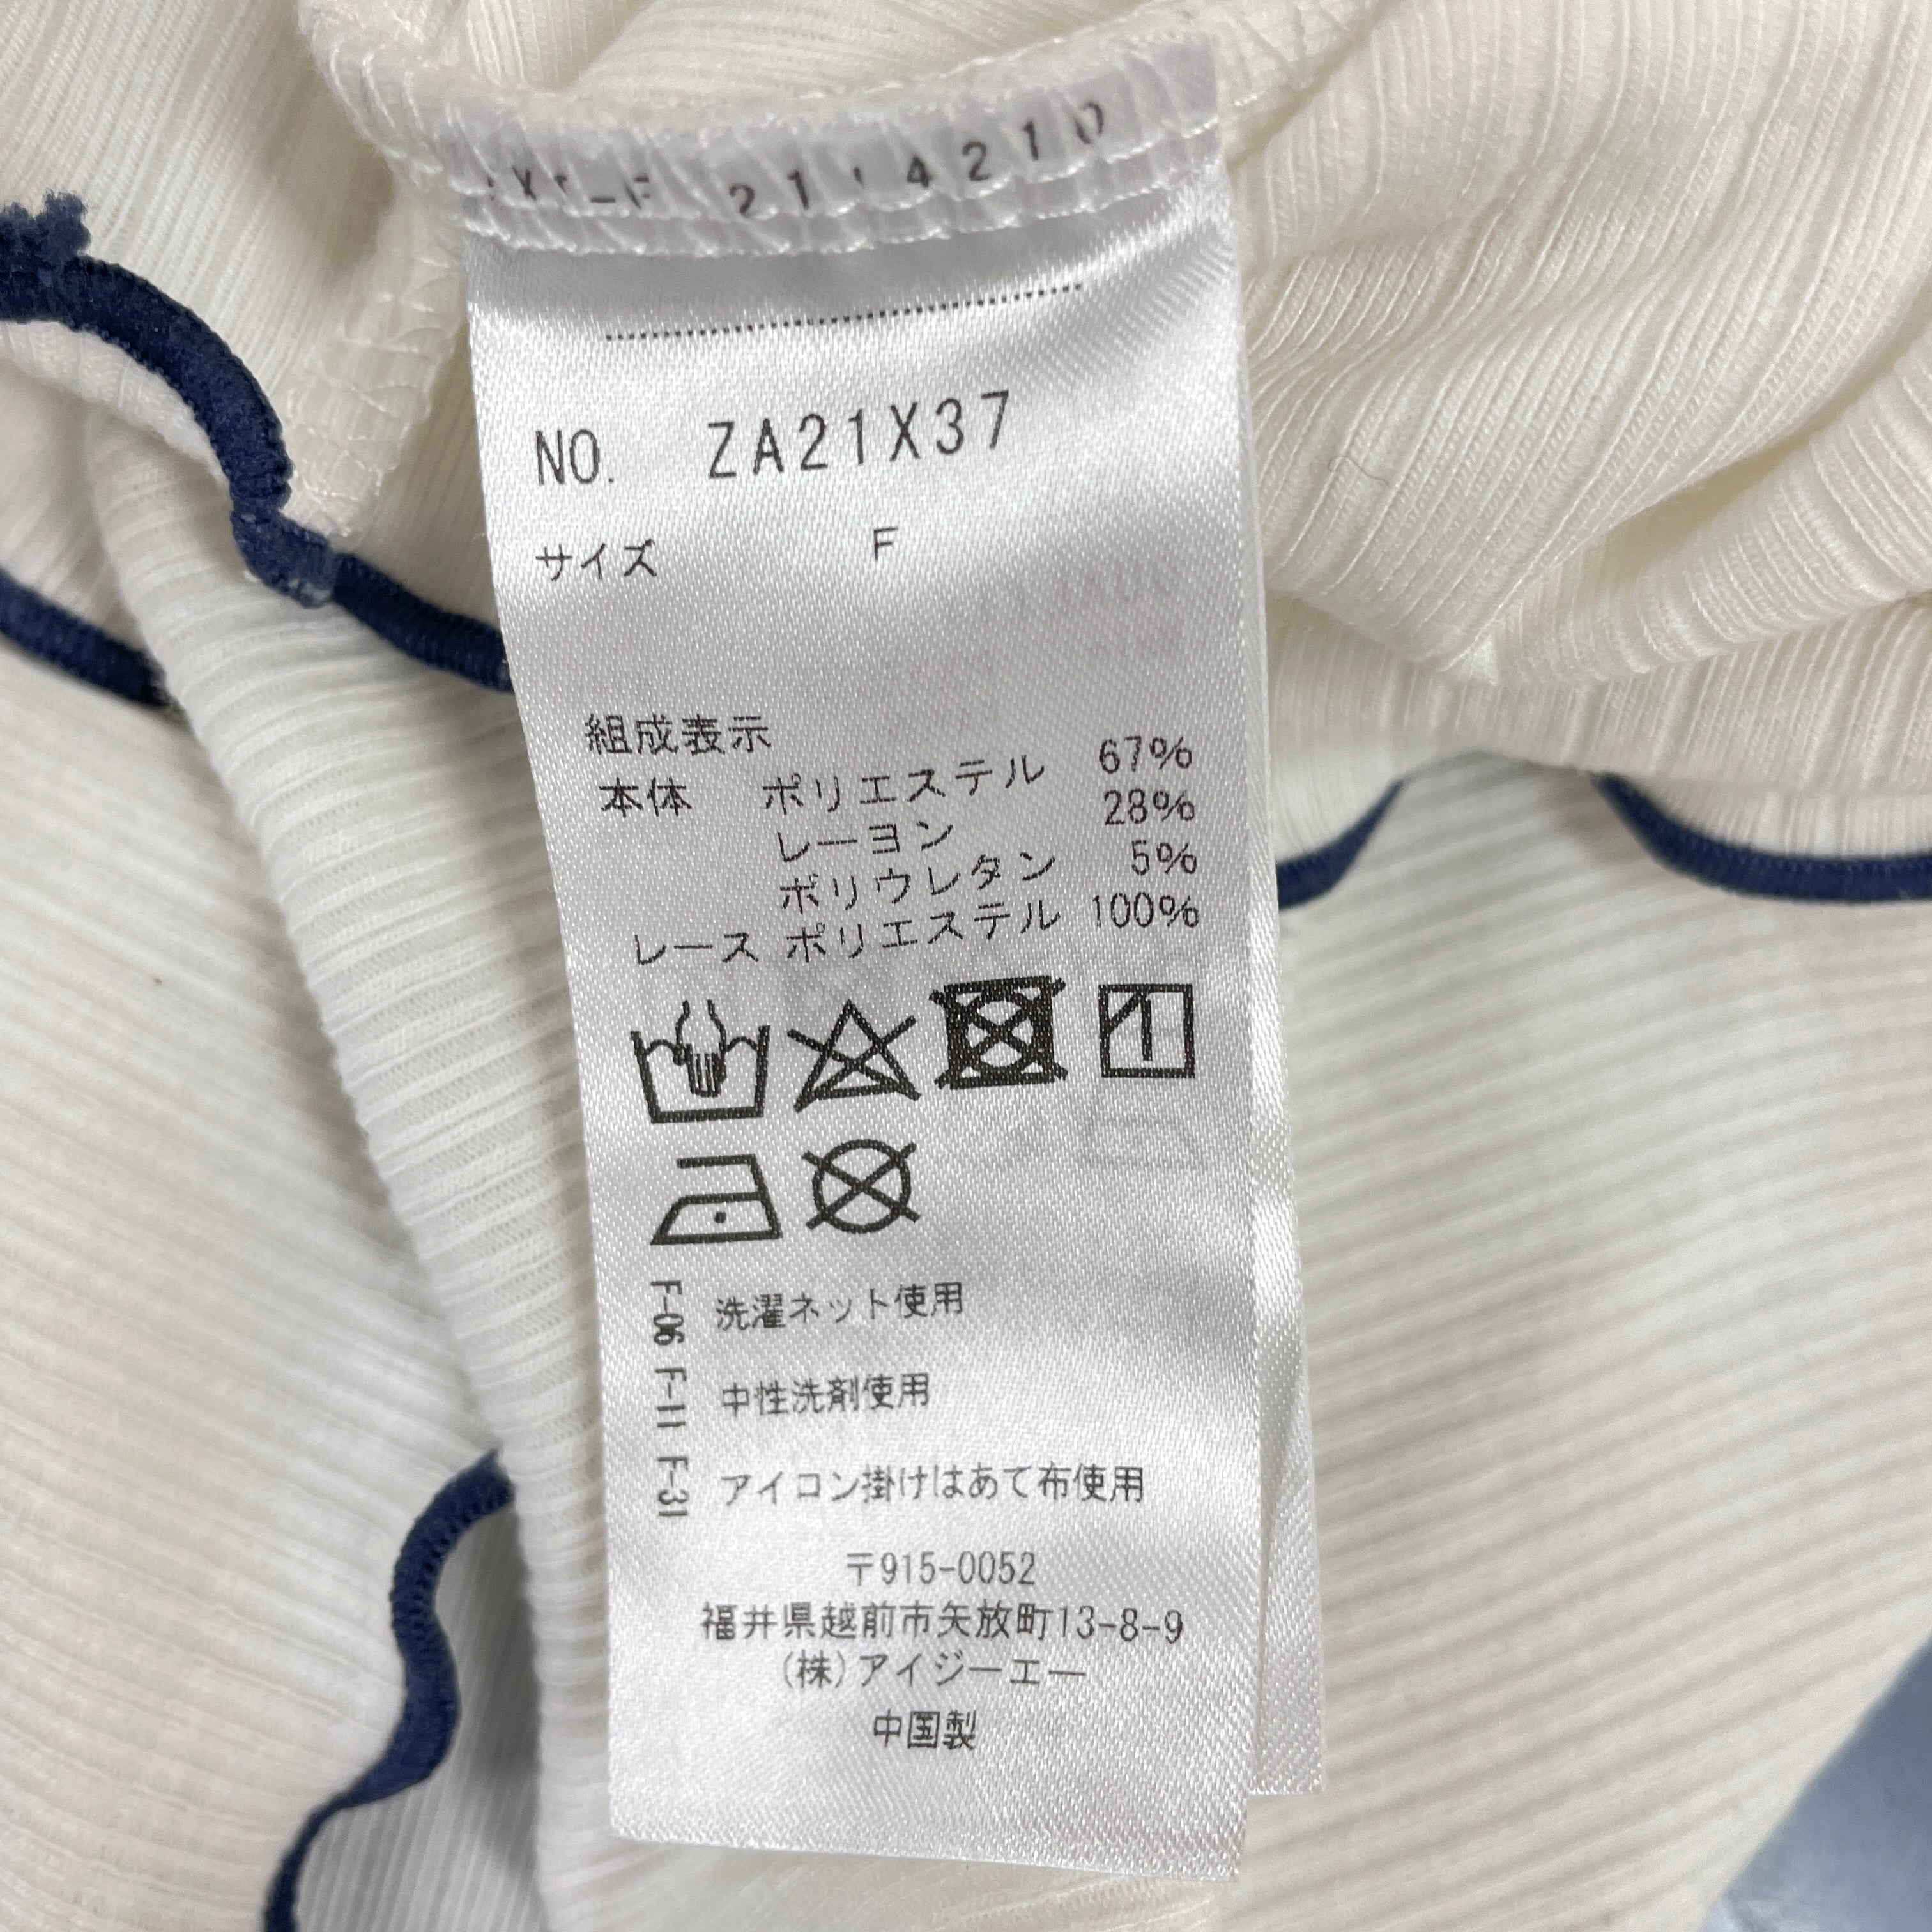 NO. ZA21X37
サイズ F
組成表示
本体 ポリエステル 67%
レーヨン 28%
ポリウレタン 5%
レース ポリエステル 100%
F-06 F-11 F-31
洗濯ネット使用
中性洗剤使用
アイコン掛けはあて布使用
〒915-0052
福井県越前市矢放町13-8-9
(株)アイジーエー
中国製